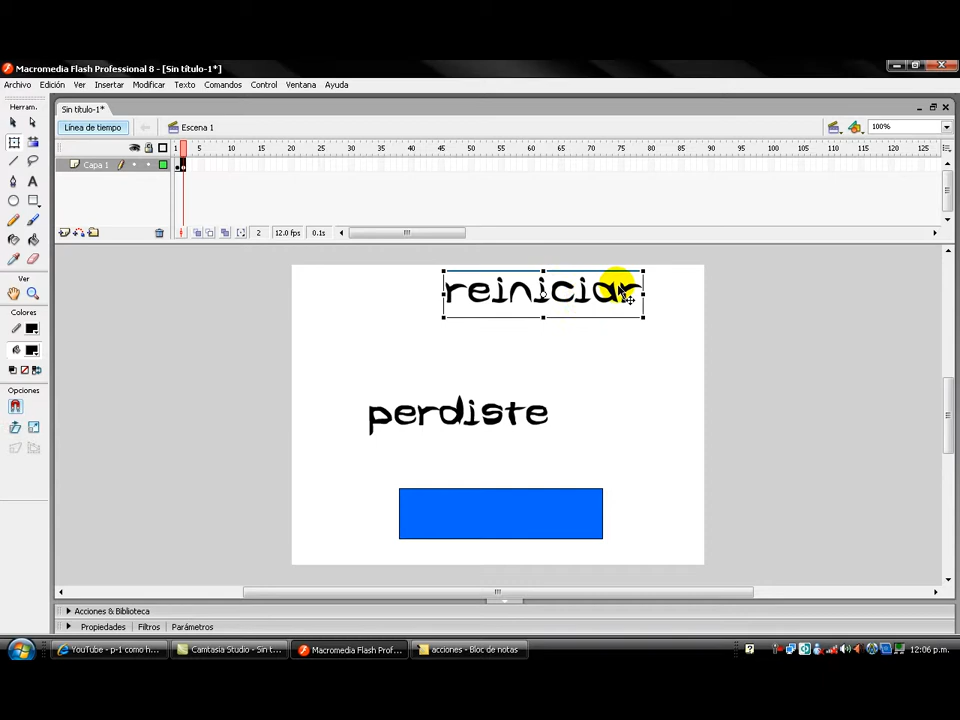 Macromedia Flash Professional 8 - [Sin título-1*]
Archivo Edición Ver Insertar Modificar Texto Comandos Control Ventana Ayuda
Herram.
Sin título-1*
Línea de tiempo
Escena 1
100%
1 5 10 15 20 25 30 35 40 45 50 55 60 65 70 75 80 85 90 95 100 105 110 115 120 125
Capa 1
2 12.0 fps 0.1s
Ver
Colores
Opciones
reiniciar
perdiste
Acciones & Biblioteca
Propiedades Filtros Parámetros
YouTube - p-1 como h...
Camtasia Studio - Sin t...
Macromedia Flash Prof...
acciones - Bloc de notas
12:06 p.m.